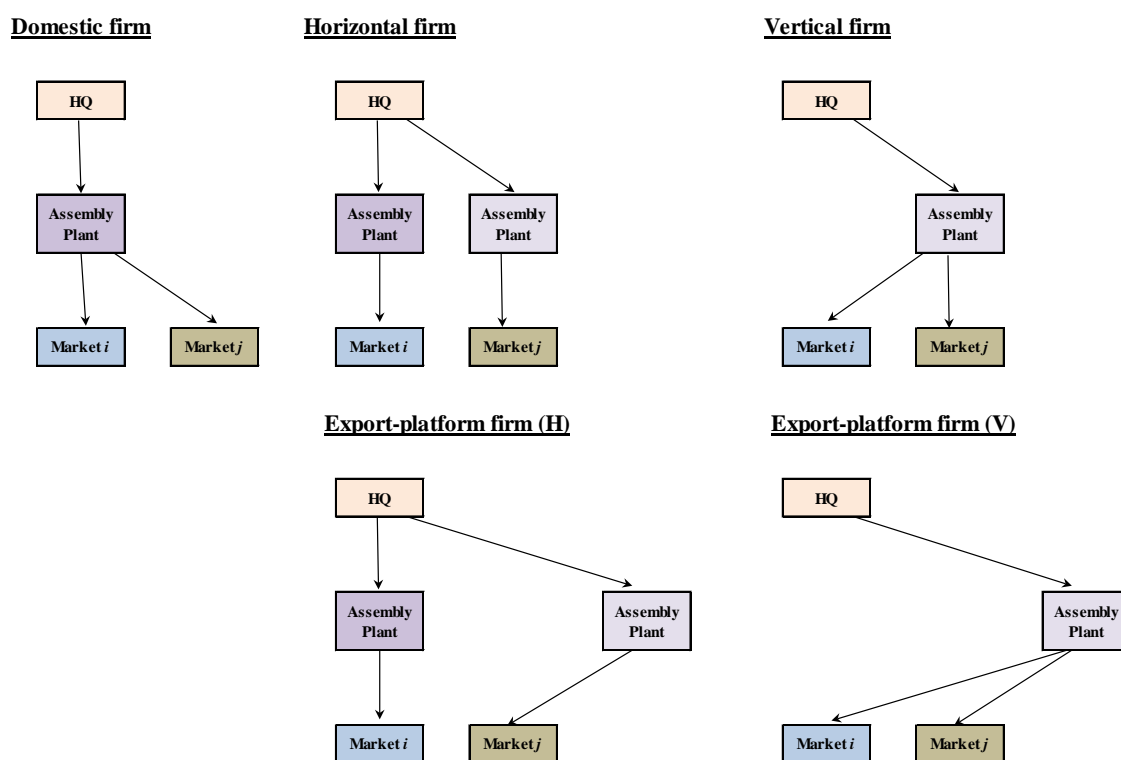 Domestic firm
Horizontal firm
Vertical firm
HQ
HQ
HQ
Assembly
Plant
Assembly
Plant
Assembly
Plant
Assembly
Plant
Market i
Market j
Market i
Market j
Market i
Market j
Export-platform firm (H)
Export-platform firm (V)
HQ
HQ
Assembly
Plant
Assembly
Plant
Assembly
Plant
Market i
Market j
Market i
Market j